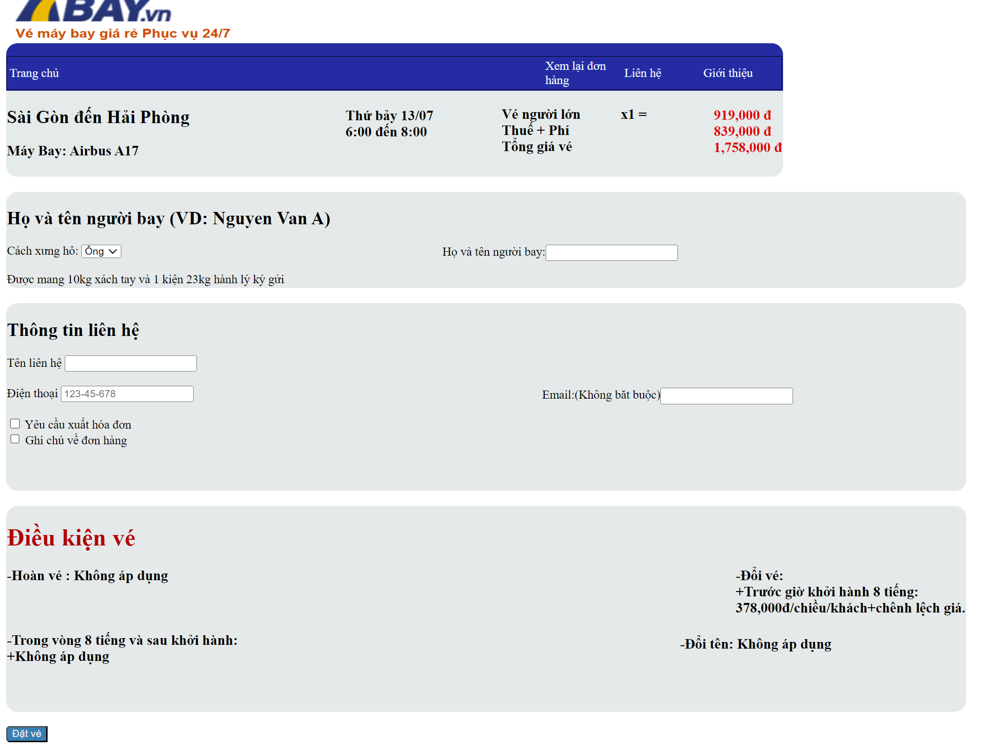 ABAY.vn
Vé máy bay giá rẻ Phục vụ 24/7
Trang chủ
Xem lại đơn
hàng
Liên hệ
Giới thiệu
Sài Gòn đến Hải Phòng
Máy Bay: Airbus A17
Thứ bảy 13/07
6:00 đến 8:00
Vé người lớn x1 = 919,000 đ
Thuế + Phí 839,000 đ
Tổng giá vé 1,758,000 đ
Họ và tên người bay (VD: Nguyen Van A)
Cách xưng hô: Ông
Họ và tên người bay:
Được mang 10kg xách tay và 1 kiện 23kg hành lý ký gửi
Thông tin liên hệ
Tên liên hệ
Điện thoại 123-45-678
Email:(Không băt buộc)
Yêu cầu xuất hóa đơn
Ghi chú về đơn hàng
Điều kiện vé
-Hoàn vé : Không áp dụng
-Đổi vé:
+Trước giờ khởi hành 8 tiếng:
378,000đ/chiều/khách+chênh lệch giá.
-Trong vòng 8 tiếng và sau khởi hành:
+Không áp dụng
-Đổi tên: Không áp dụng
Đặt vé